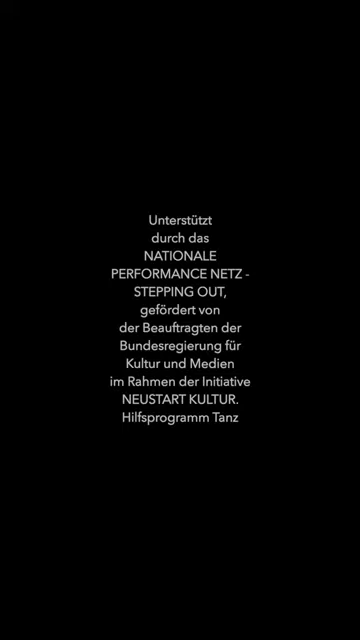 Unterstützt
durch das
NATIONALE
PERFORMANCE NETZ -
STEPPING OUT,
gefördert von
der Beauftragten der
Bundesregierung für
Kultur und Medien
im Rahmen der Initiative
NEUSTART KULTUR.
Hilfsprogramm Tanz